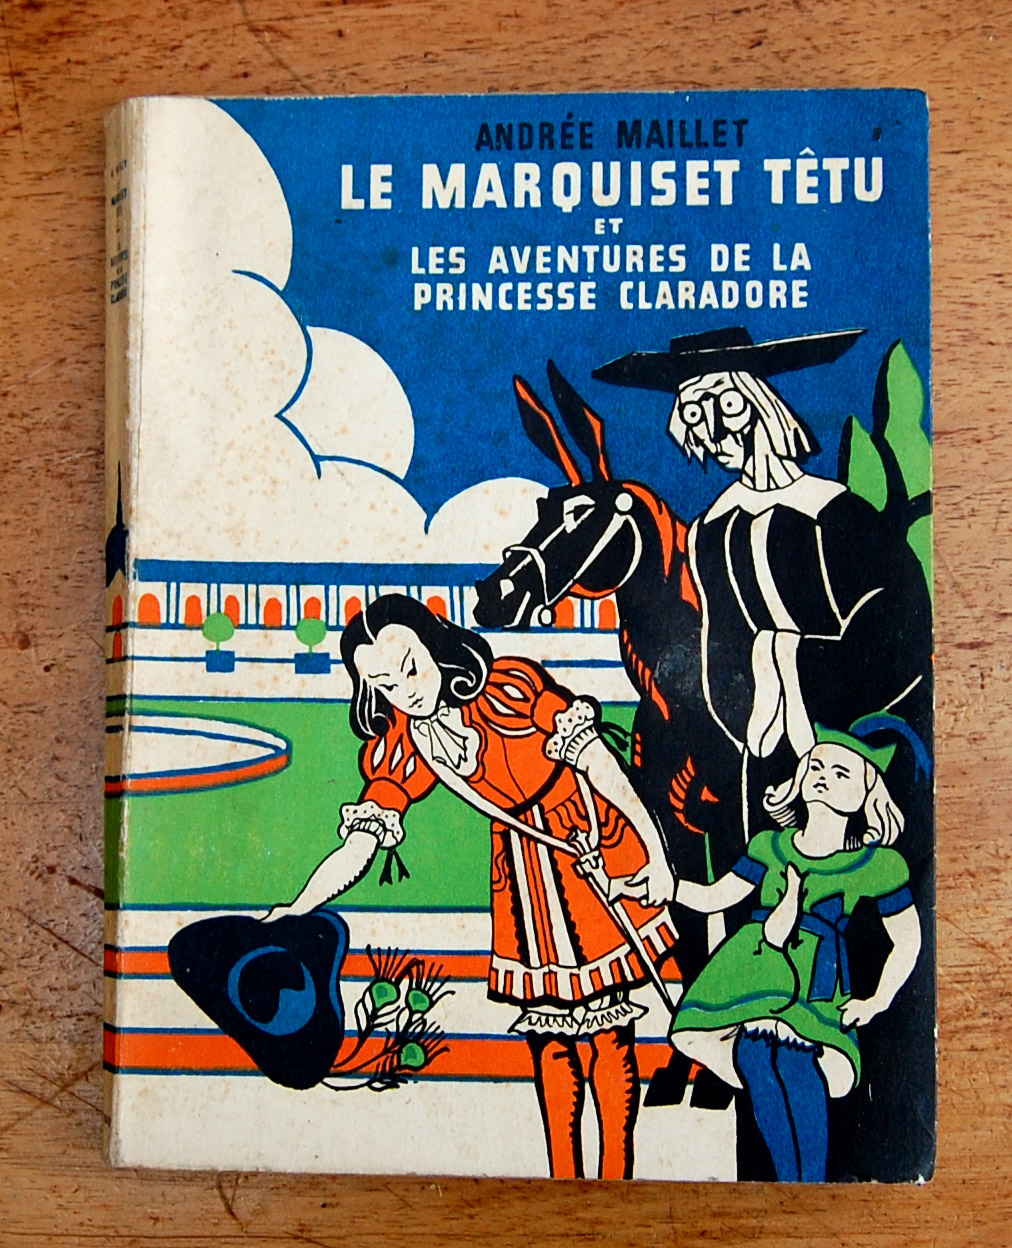 ANDRÉE MAILLET
LE MARQUISET TÊTU
ET
LES AVENTURES DE LA
PRINCESSE CLARADORE